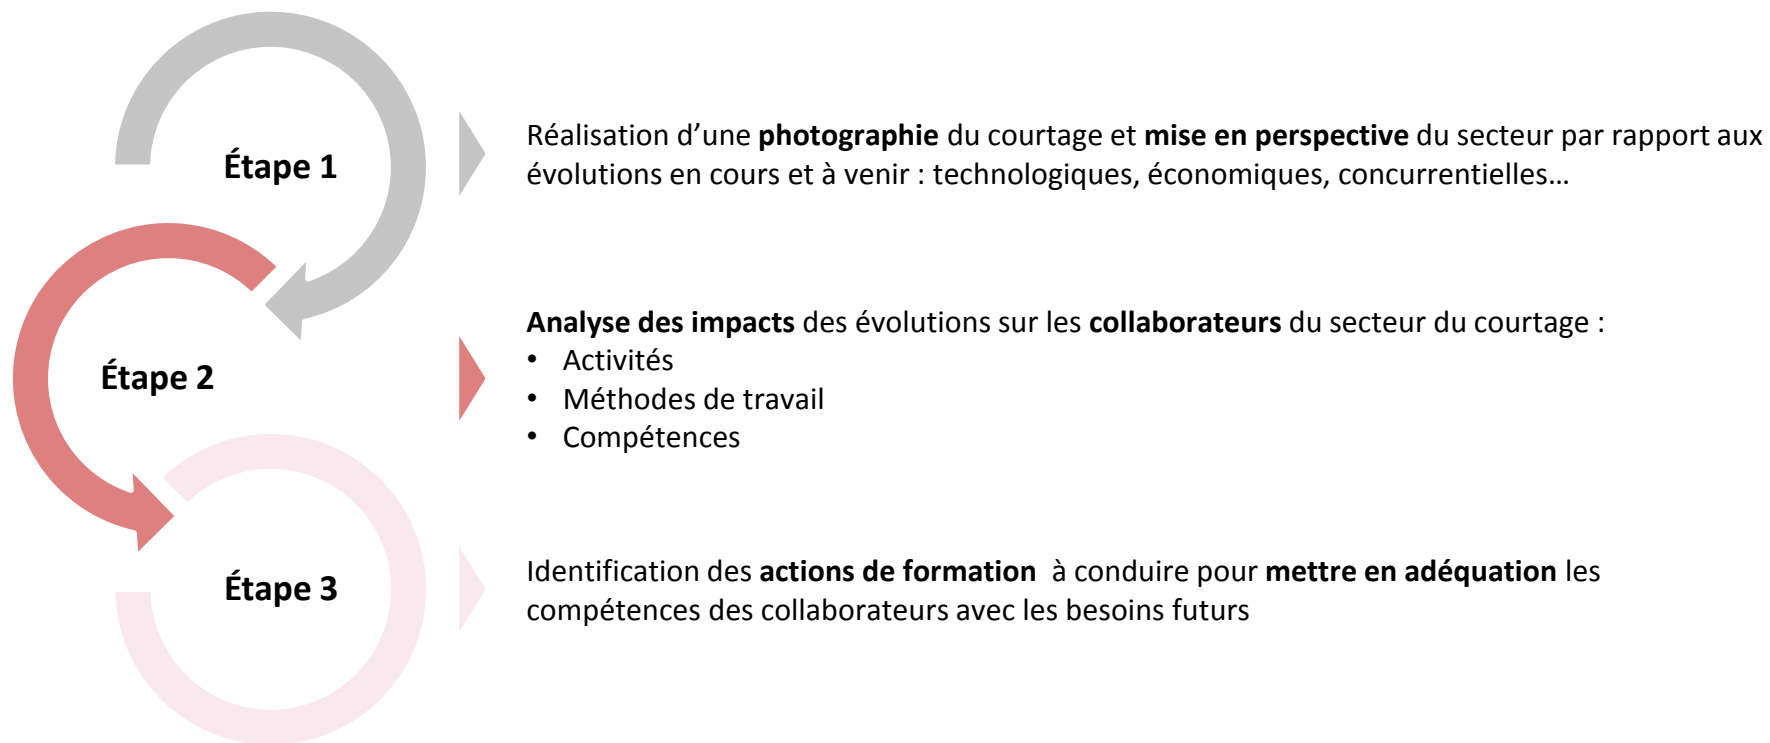 Étape 1
Réalisation d’une photographie du courtage et mise en perspective du secteur par rapport aux
évolutions en cours et à venir : technologiques, économiques, concurrentielles…
Étape 2
Analyse des impacts des évolutions sur les collaborateurs du secteur du courtage :
• Activités
• Méthodes de travail
• Compétences
Étape 3
Identification des actions de formation à conduire pour mettre en adéquation les
compétences des collaborateurs avec les besoins futurs